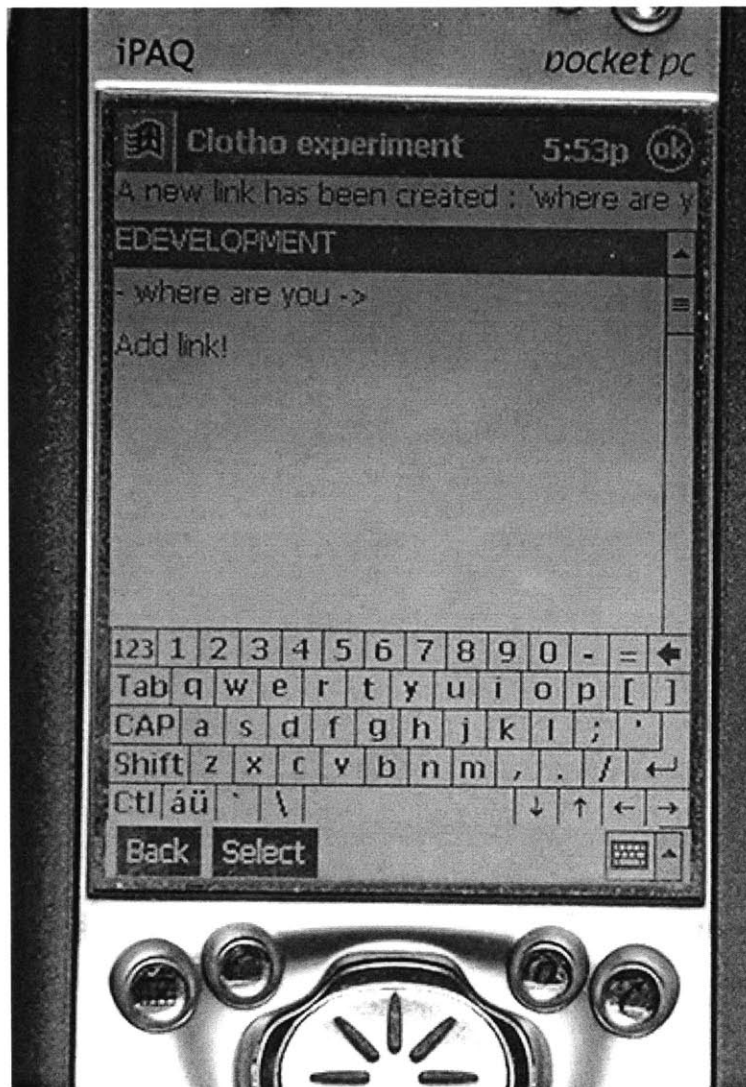 iPAQ pocket pc
Clotho experiment 5:53p ok
A new link has been created : 'where are y
EDEVELOPMENT
- where are you ->
Add link!
123 1 2 3 4 5 6 7 8 9 0 - =
Tab q w e r t y u i o p [ ]
CAP a s d f g h j k l ; '
Shift z x c v b n m , . / ↵
Ctl áü ` \ ↓ ↑ ← →
Back Select